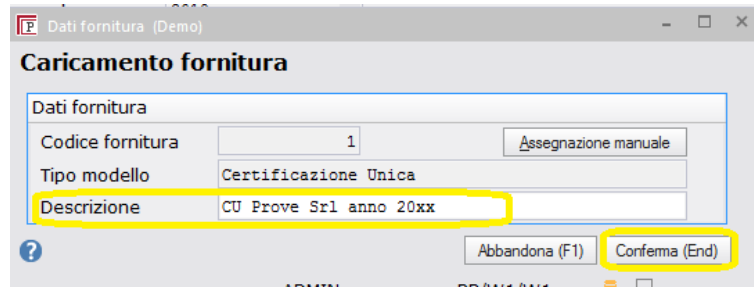 Dati fornitura (Demo)
Caricamento fornitura
Dati fornitura
Codice fornitura 1 Assegnazione manuale
Tipo modello Certificazione Unica
Descrizione CU Prove Srl anno 20xx
Abbandona (F1) Conferma (End)